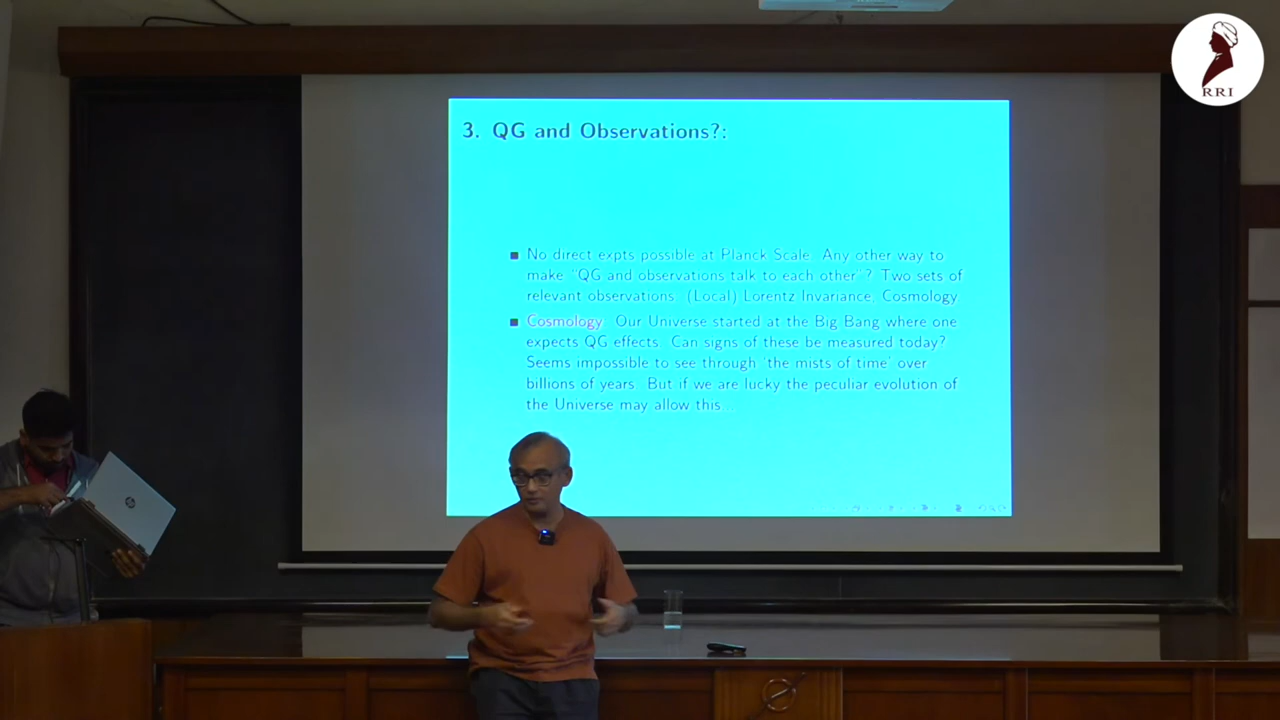 RRI
3. QG and Observations?:
No direct expts possible at Planck Scale. Any other way to
make "QG and observations talk to each other"? Two sets of
relevant observations: (Local) Lorentz Invariance, Cosmology
Cosmology: Our Universe started at the Big Bang where one
expects QG effects. Can signs of these be measured today?
Seems impossible to see through 'the mists of time' over
billions of years. But if we are lucky the peculiar evolution of
the Universe may allow this...
hp